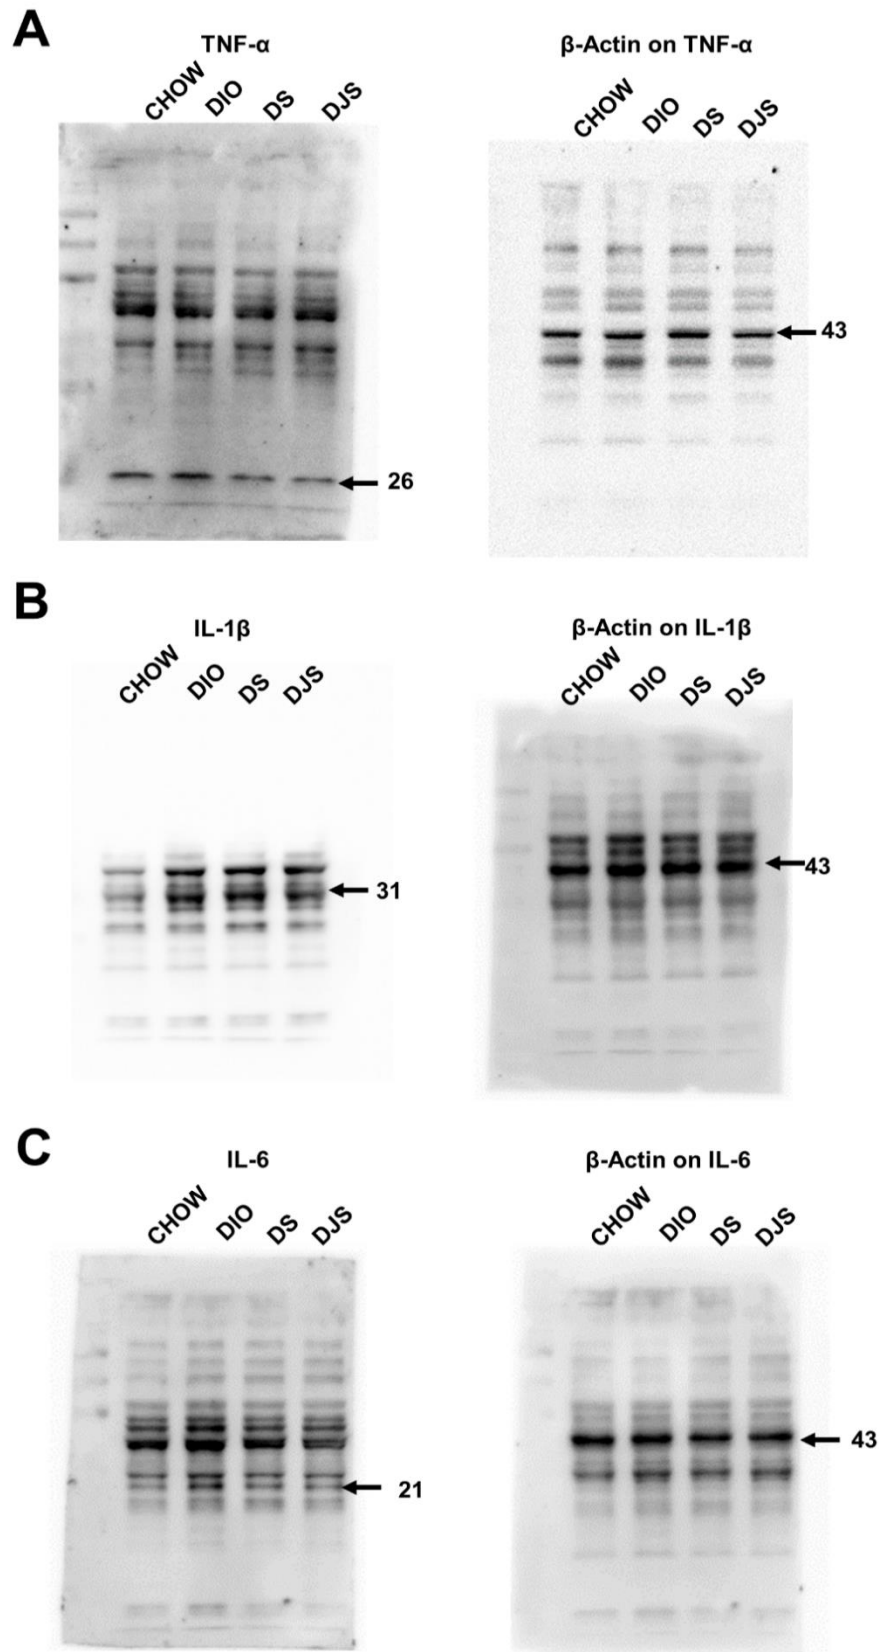 A
TNF-α
β-Actin on TNF-α
CHOW DIO DS DJS
CHOW DIO DS DJS
43
26
B
IL-1β
β-Actin on IL-1β
CHOW DIO DS DJS
CHOW DIO DS DJS
31
43
C
IL-6
β-Actin on IL-6
CHOW DIO DS DJS
CHOW DIO DS DJS
21
43